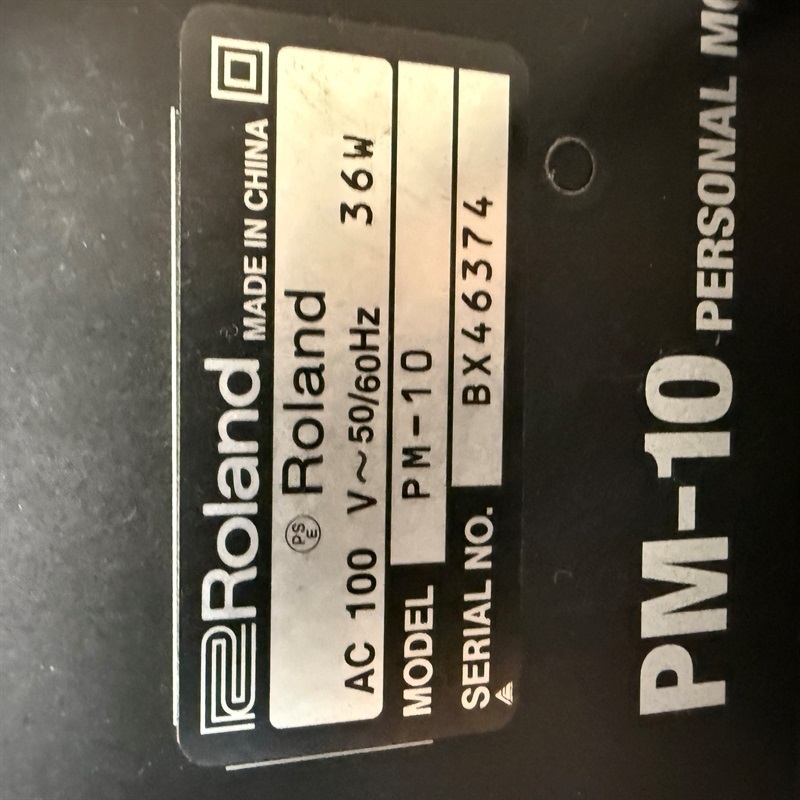 Roland MADE IN CHINA
PSE Roland
AC 100 V~50/60Hz 36W
MODEL PM-10
SERIAL NO. BX46374
PM-10 PERSONAL